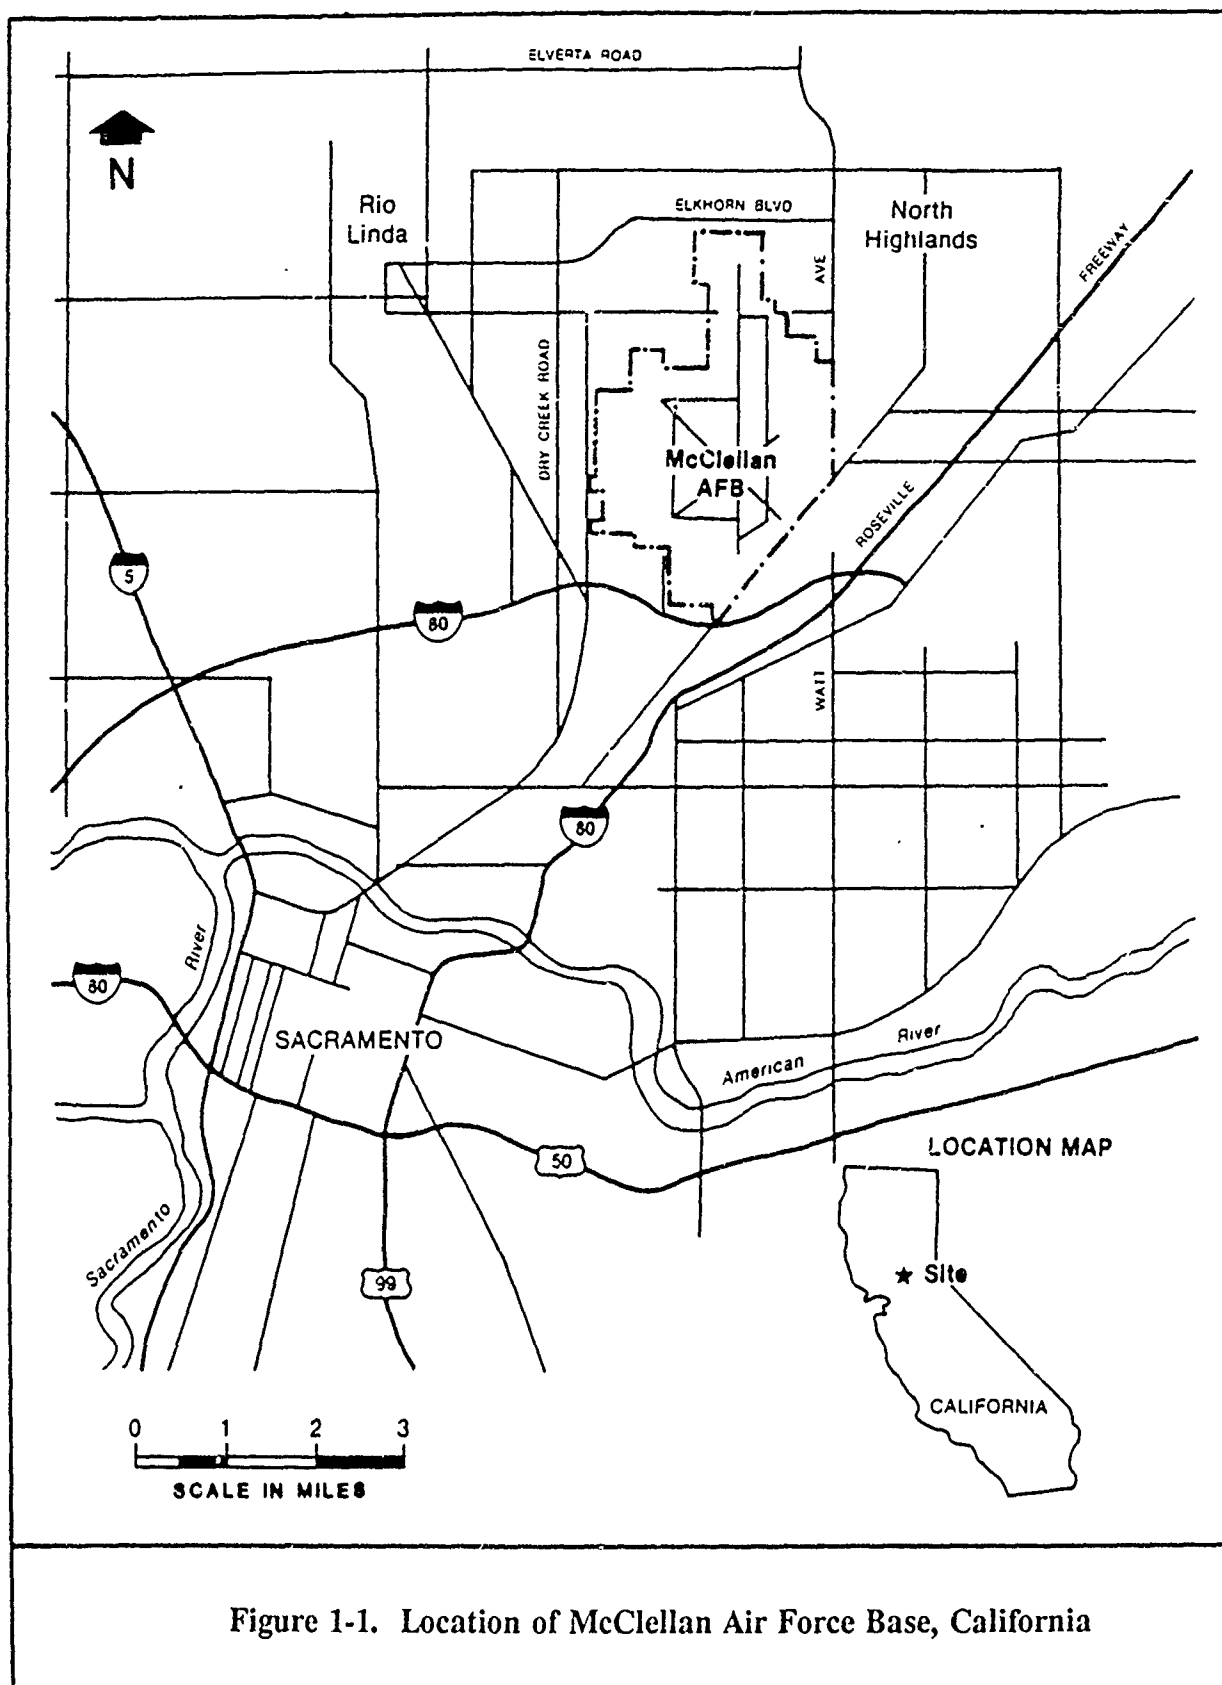 ELVERTA ROAD
N
Rio
Linda
ELKHORN BLVD
North
Highlands
AVE
FREEWAY
DRY CREEK ROAD
McClellan
AFB
ROSEVILLE
5
80
WATT
80
River
80
SACRAMENTO
American
River
LOCATION MAP
50
Sacramento
99
Site
CALIFORNIA
0 1 2 3
SCALE IN MILES
Figure 1-1. Location of McClellan Air Force Base, California